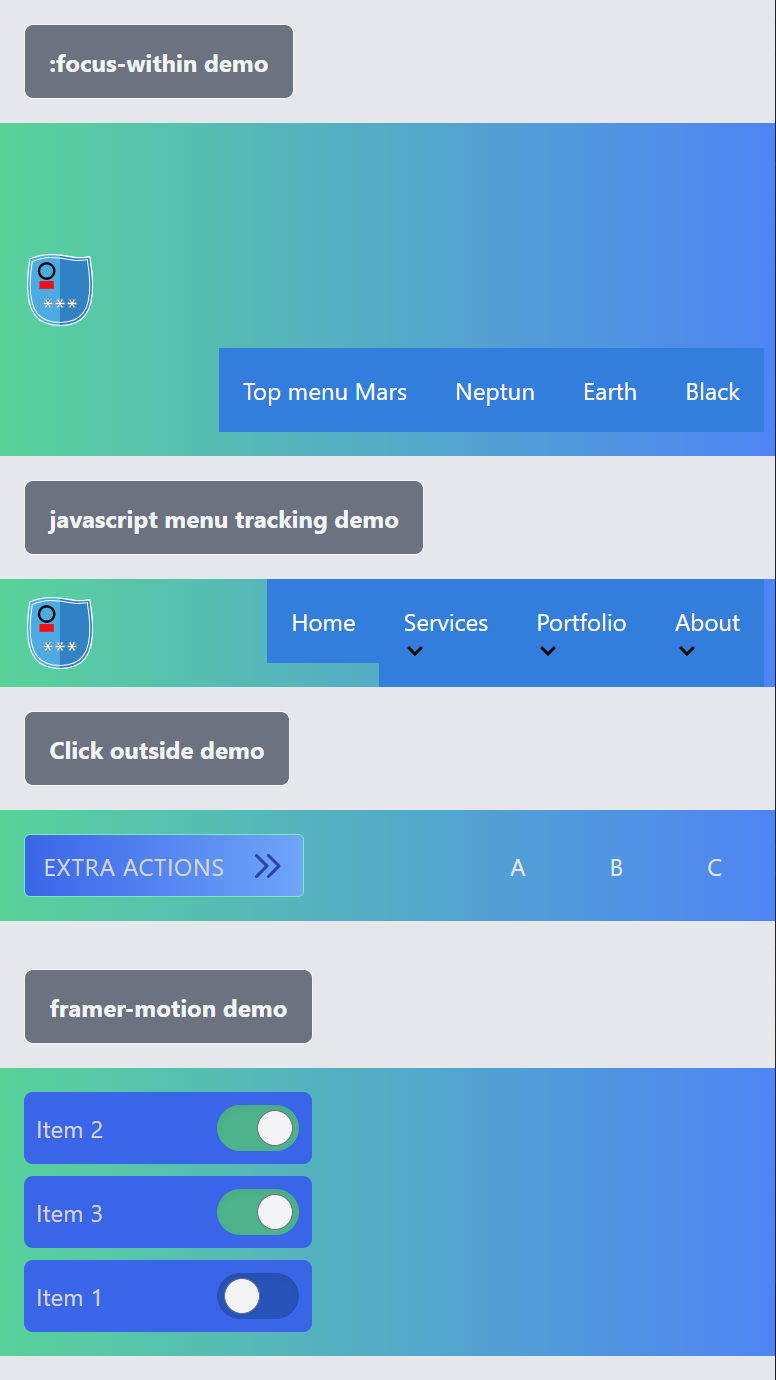 :focus-within demo
***
Top menu Mars Neptun Earth Black
javascript menu tracking demo
***
Home Services Portfolio About
Click outside demo
EXTRA ACTIONS A B C
framer-motion demo
Item 2
Item 3
Item 1